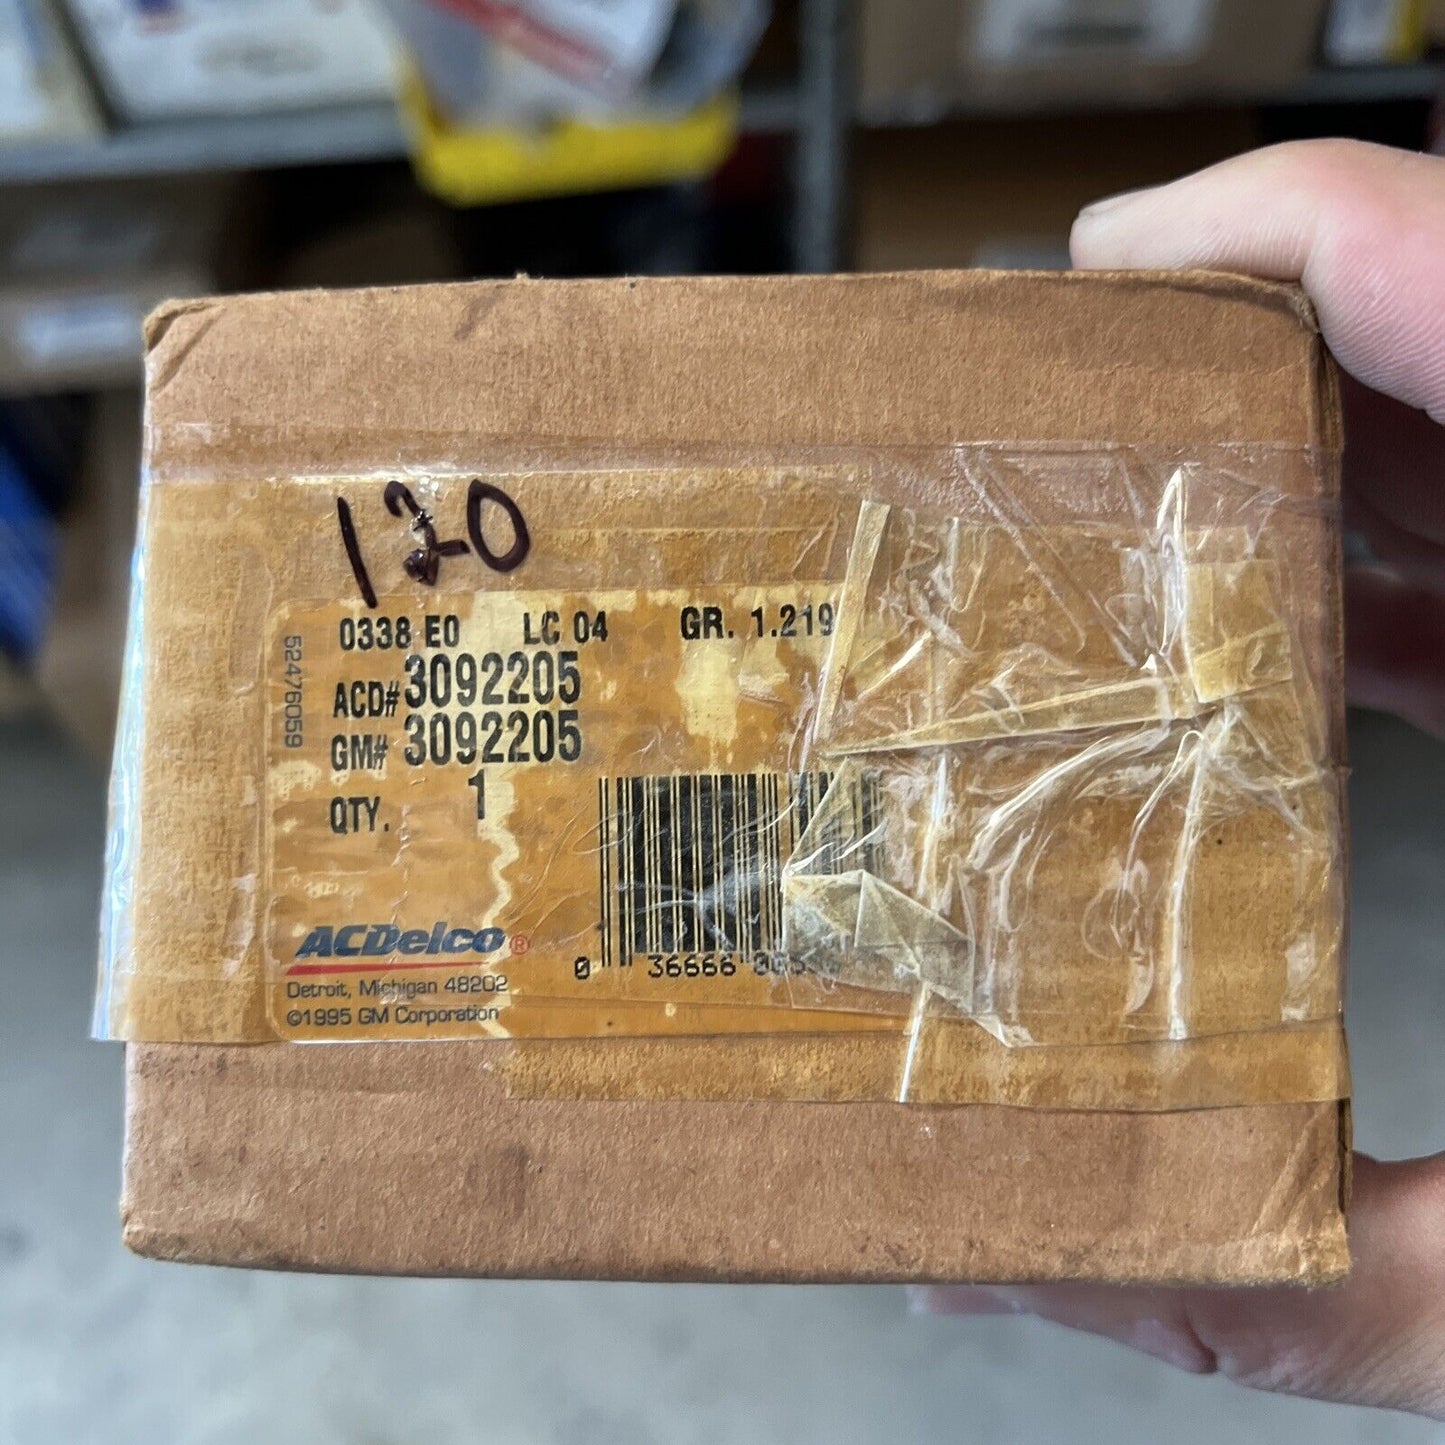 120
0338 E0 LC 04 GR. 1.219
ACD# 3092205
GM# 3092205
QTY. 1
52476059
ACDelco®
Detroit, Michigan 48202
©1995 GM Corporation
0 36666